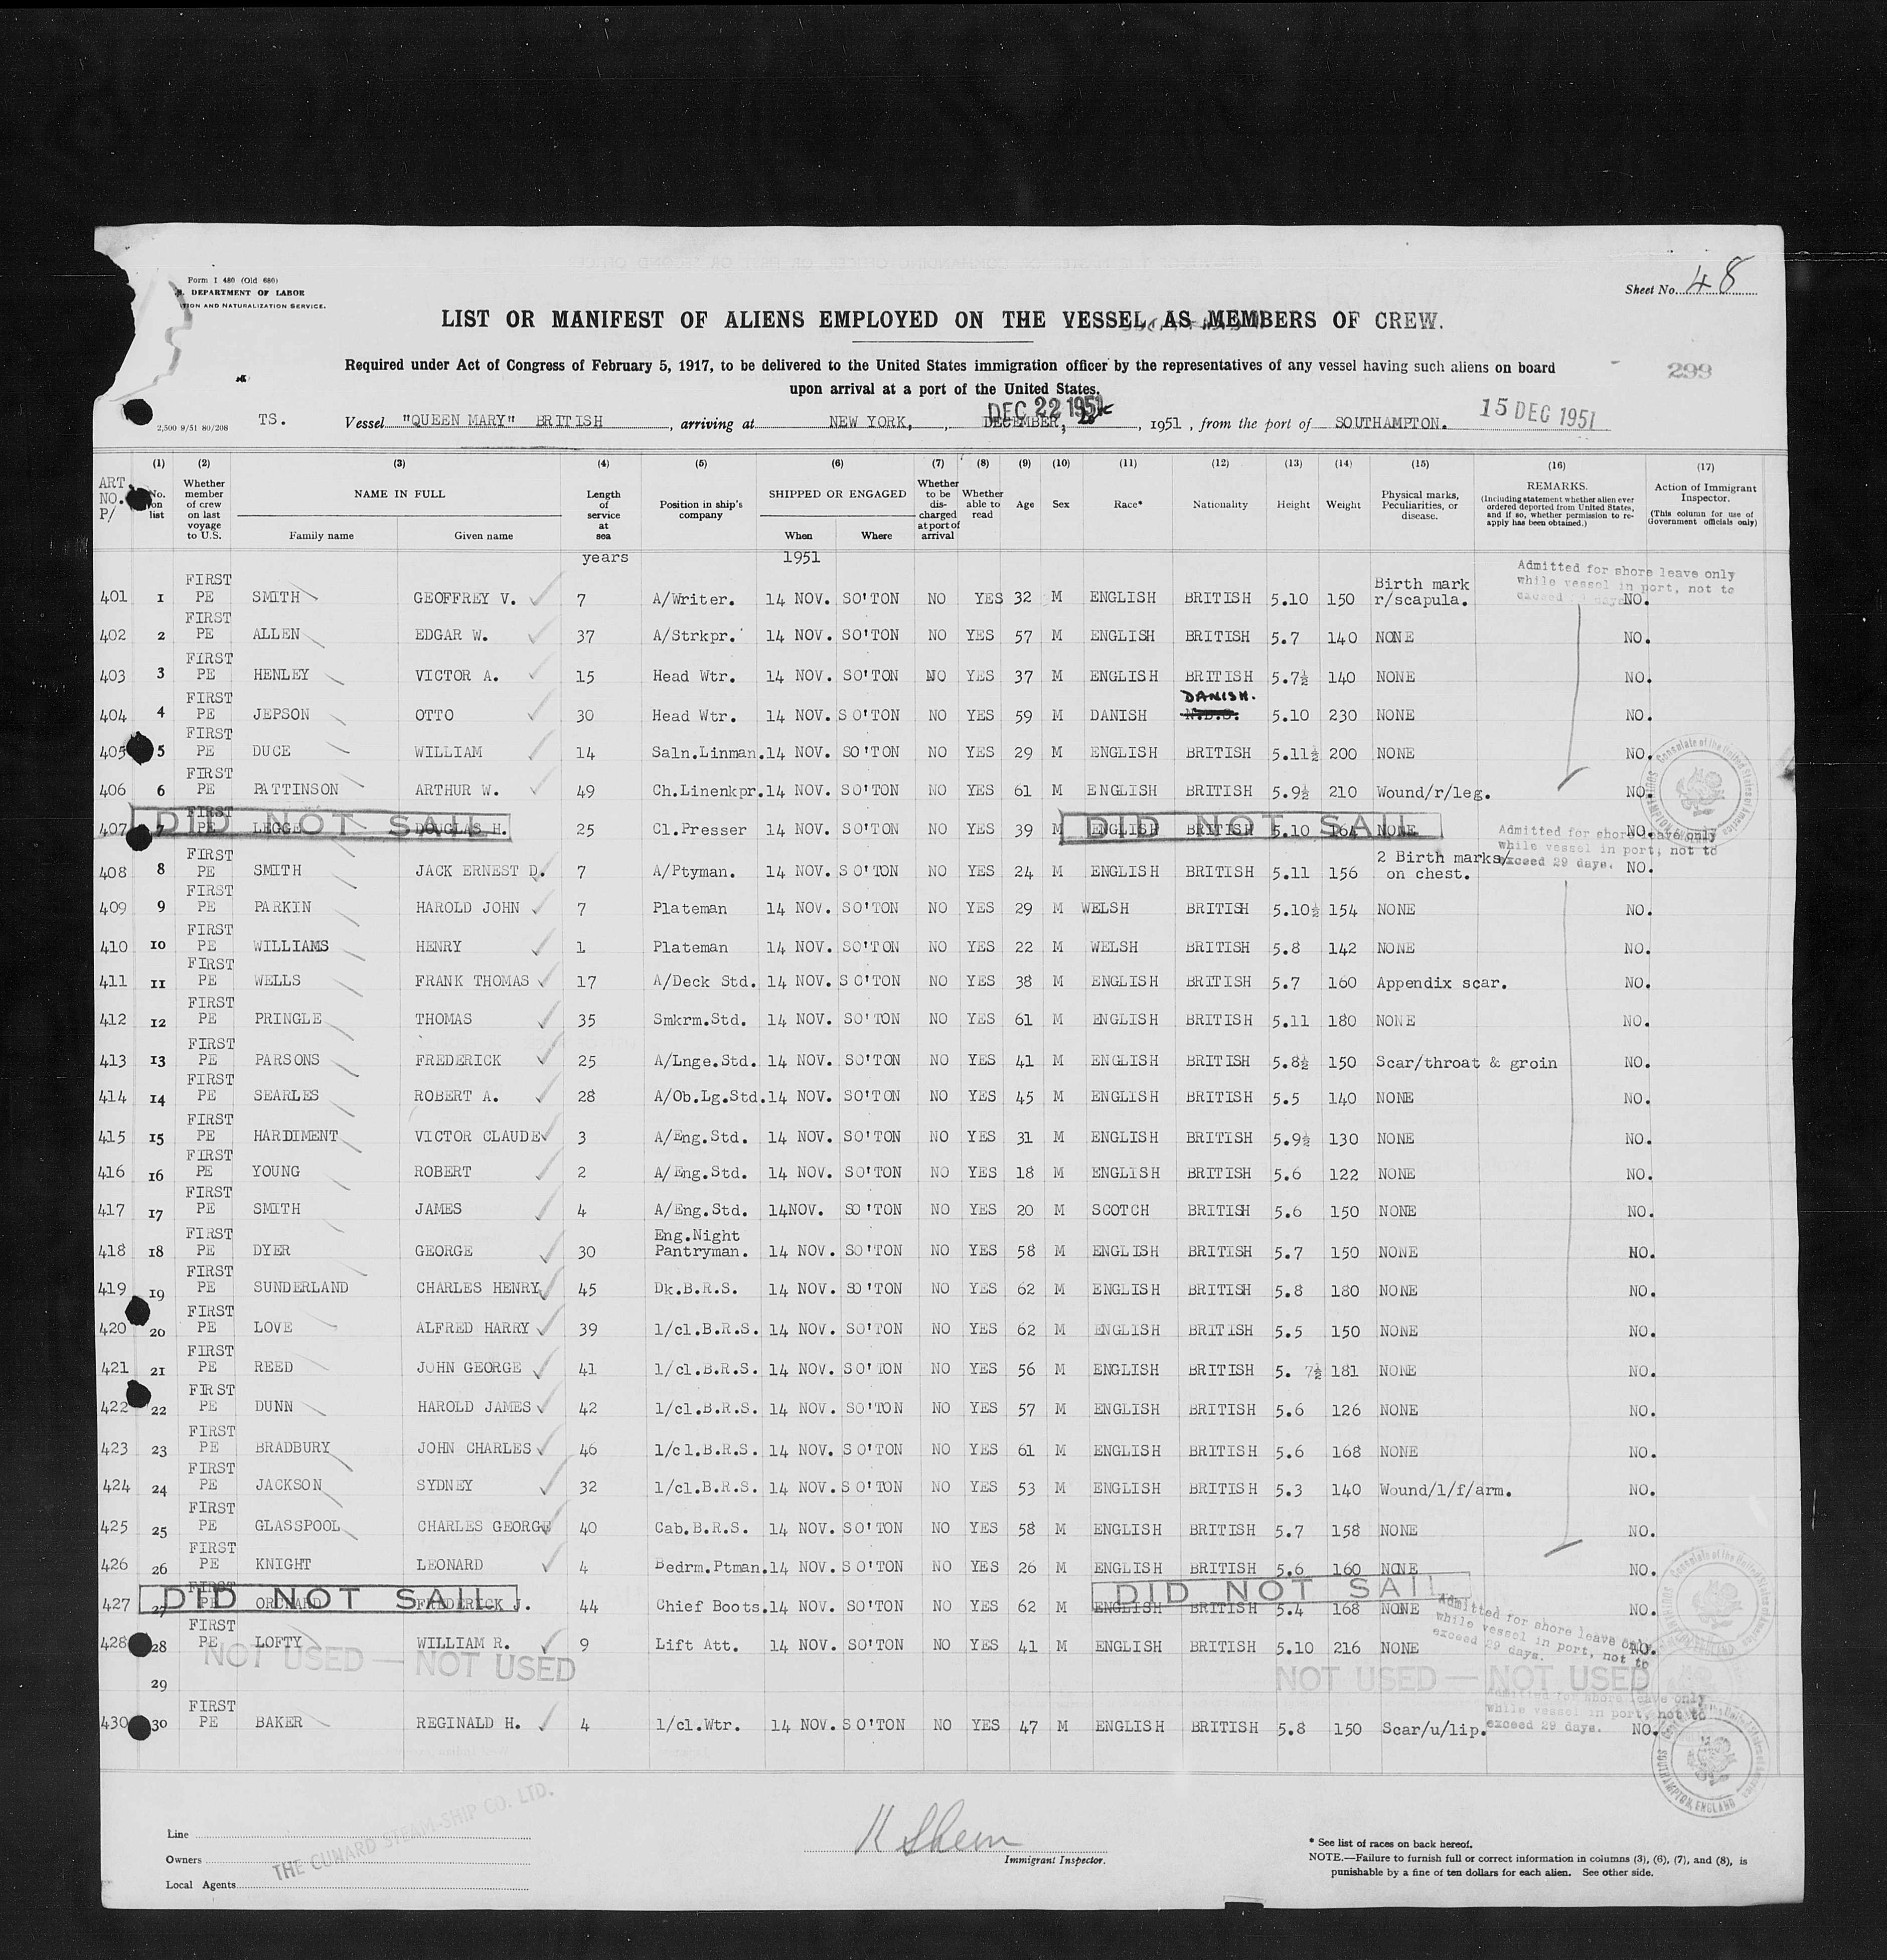 Form I 480 (Old 680)
DEPARTMENT OF LABOR
TION AND NATURALIZATION SERVICE.
Sheet No. 48
LIST OR MANIFEST OF ALIENS EMPLOYED ON THE VESSEL AS MEMBERS OF CREW.
Required under Act of Congress of February 5, 1917, to be delivered to the United States immigration officer by the representatives of any vessel having such aliens on board
upon arrival at a port of the United States.
299
DEC 22 1951
15 DEC 1951
2,500 9/51 80/208
TS. Vessel "QUEEN MARY" BRITISH, arriving at NEW YORK, , DECEMBER, , 1951, from the port of SOUTHAMPTON.
ART. NO. P/
(1) No. on list
(2) Whether member of crew on last voyage to U.S.
(3) NAME IN FULL Family name Given name
(4) Length of service at sea
(5) Position in ship's company
(6) SHIPPED OR ENGAGED When Where
(7) Whether to be discharged at port of arrival
(8) Whether able to read
(9) Age
(10) Sex
(11) Race*
(12) Nationality
(13) Height
(14) Weight
(15) Physical marks, Peculiarities, or disease.
(16) REMARKS. (Including statement whether alien ever ordered deported from United States, and if so, whether permission to reapply has been obtained.)
(17) Action of Immigrant Inspector. (This column for use of Government officials only)
years 1951
Admitted for shore leave only
while vessel in port, not to
401 1 FIRST PE SMITH GEOFFREY V. 7 A/Writer. 14 NOV. SO'TON NO YES 32 M ENGLISH BRITISH 5.10 150 Birth mark r/scapula. NO.
402 2 FIRST PE ALLEN EDGAR W. 37 A/Strkpr. 14 NOV. SO'TON NO YES 57 M ENGLISH BRITISH 5.7 140 NONE NO.
403 3 FIRST PE HENLEY VICTOR A. 15 Head Wtr. 14 NOV. SO'TON NO YES 37 M ENGLISH BRITISH 5.7½ 140 NONE NO.
404 4 FIRST PE JEPSON OTTO 30 Head Wtr. 14 NOV. SO'TON NO YES 59 M DANISH DANISH. 5.10 230 NONE NO.
405 5 FIRST PE DUCE WILLIAM 14 Saln.Linman. 14 NOV. SO'TON NO YES 29 M ENGLISH BRITISH 5.11½ 200 NONE NO.
406 6 FIRST PE PATTINSON ARTHUR W. 49 Ch.Linenkpr. 14 NOV. SO'TON NO YES 61 M ENGLISH BRITISH 5.9½ 210 Wound/r/leg. NO.
407 7 FIRST PE LEGGE DOUGLAS H. 25 Cl.Presser 14 NOV. SO'TON NO YES 39 M ENGLISH BRITISH 5.10 164 NONE NO.
DID NOT SAIL DID NOT SAIL
Admitted for shore leave only
while vessel in port, not to
exceed 29 days.
408 8 FIRST PE SMITH JACK ERNEST D. 7 A/Ptyman. 14 NOV. SO'TON NO YES 24 M ENGLISH BRITISH 5.11 156 2 Birth marks/ on chest. NO.
409 9 FIRST PE PARKIN HAROLD JOHN 7 Plateman 14 NOV. SO'TON NO YES 29 M WELSH BRITISH 5.10½ 154 NONE NO.
410 10 FIRST PE WILLIAMS HENRY 1 Plateman 14 NOV. SO'TON NO YES 22 M WELSH BRITISH 5.8 142 NONE NO.
411 11 FIRST PE WELLS FRANK THOMAS 17 A/Deck Std. 14 NOV. SO'TON NO YES 38 M ENGLISH BRITISH 5.7 160 Appendix scar. NO.
412 12 FIRST PE PRINGLE THOMAS 35 Smkrm.Std. 14 NOV. SO'TON NO YES 61 M ENGLISH BRITISH 5.11 180 NONE NO.
413 13 FIRST PE PARSONS FREDERICK 25 A/Lnge.Std. 14 NOV. SO'TON NO YES 41 M ENGLISH BRITISH 5.8½ 150 Scar/throat & groin NO.
414 14 FIRST PE SEARLES ROBERT A. 28 A/Ob.Lg.Std. 14 NOV. SO'TON NO YES 45 M ENGLISH BRITISH 5.5 140 NONE NO.
415 15 FIRST PE HARDIMENT VICTOR CLAUDE 3 A/Eng.Std. 14 NOV. SO'TON NO YES 31 M ENGLISH BRITISH 5.9½ 130 NONE NO.
416 16 FIRST PE YOUNG ROBERT 2 A/Eng.Std. 14 NOV. SO'TON NO YES 18 M ENGLISH BRITISH 5.6 122 NONE NO.
417 17 FIRST PE SMITH JAMES 4 A/Eng.Std. 14NOV. SO'TON NO YES 20 M SCOTCH BRITISH 5.6 150 NONE NO.
418 18 FIRST PE DYER GEORGE 30 Eng.Night Pantryman. 14 NOV. SO'TON NO YES 58 M ENGLISH BRITISH 5.7 150 NONE NO.
419 19 FIRST PE SUNDERLAND CHARLES HENRY 45 Dk.B.R.S. 14 NOV. SO'TON NO YES 62 M ENGLISH BRITISH 5.8 180 NONE NO.
420 20 FIRST PE LOVE ALFRED HARRY 39 1/cl.B.R.S. 14 NOV. SO'TON NO YES 62 M ENGLISH BRITISH 5.5 150 NONE NO.
421 21 FIRST PE REED JOHN GEORGE 41 1/cl.B.R.S. 14 NOV. SO'TON NO YES 56 M ENGLISH BRITISH 5. 7½ 181 NONE NO.
422 22 FIRST PE DUNN HAROLD JAMES 42 1/cl.B.R.S. 14 NOV. SO'TON NO YES 57 M ENGLISH BRITISH 5.6 126 NONE NO.
423 23 FIRST PE BRADBURY JOHN CHARLES 46 1/cl.B.R.S. 14 NOV. SO'TON NO YES 61 M ENGLISH BRITISH 5.6 168 NONE NO.
424 24 FIRST PE JACKSON SYDNEY 32 1/cl.B.R.S. 14 NOV. SO'TON NO YES 53 M ENGLISH BRITISH 5.3 140 Wound/l/f/arm. NO.
425 25 FIRST PE GLASSPOOL CHARLES GEORGE 40 Cab.B.R.S. 14 NOV. SO'TON NO YES 58 M ENGLISH BRITISH 5.7 158 NONE NO.
426 26 FIRST PE KNIGHT LEONARD 4 Bedrm.Ptman. 14 NOV. SO'TON NO YES 26 M ENGLISH BRITISH 5.6 160 NONE NO.
427 27 FIRST PE ORCHARD FREDERICK J. 44 Chief Boots. 14 NOV. SO'TON NO YES 62 M ENGLISH BRITISH 5.4 168 NONE NO.
DID NOT SAIL DID NOT SAIL
Admitted for shore leave only
while vessel in port, not to
exceed 29 days.
428 28 FIRST PE LOFTY WILLIAM R. 9 Lift Att. 14 NOV. SO'TON NO YES 41 M ENGLISH BRITISH 5.10 216 NONE NO.
29 NOT USED — NOT USED NOT USED — NOT USED
Admitted for shore leave only
while vessel in port, not to
exceed 29 days.
430 30 FIRST PE BAKER REGINALD H. 4 1/cl.Wtr. 14 NOV. SO'TON NO YES 47 M ENGLISH BRITISH 5.8 150 Scar/u/lip. NO.
Consulate of the United States of America
SOUTHAMPTON, ENGLAND
Line
Owners
Local Agents
THE CUNARD STEAM-SHIP CO. LTD.
Immigrant Inspector.
* See list of races on back hereof.
NOTE.—Failure to furnish full or correct information in columns (3), (6), (7), and (8), is
punishable by a fine of ten dollars for each alien. See other side.